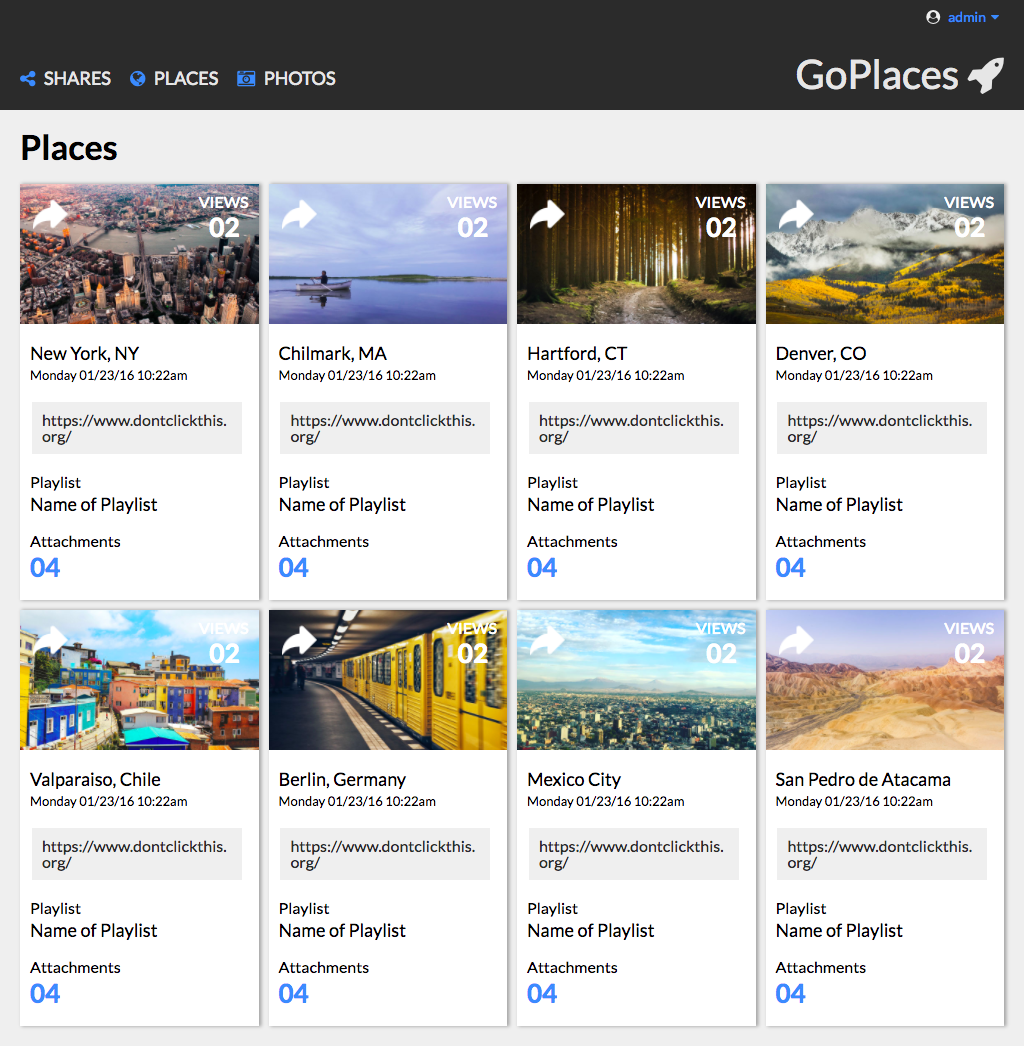 admin
SHARES PLACES PHOTOS
GoPlaces
Places
VIEWS
02
New York, NY
Monday 01/23/16 10:22am
https://www.dontclickthis.
org/
Playlist
Name of Playlist
Attachments
04
VIEWS
02
Chilmark, MA
Monday 01/23/16 10:22am
https://www.dontclickthis.
org/
Playlist
Name of Playlist
Attachments
04
VIEWS
02
Hartford, CT
Monday 01/23/16 10:22am
https://www.dontclickthis.
org/
Playlist
Name of Playlist
Attachments
04
VIEWS
02
Denver, CO
Monday 01/23/16 10:22am
https://www.dontclickthis.
org/
Playlist
Name of Playlist
Attachments
04
VIEWS
02
Valparaiso, Chile
Monday 01/23/16 10:22am
https://www.dontclickthis.
org/
Playlist
Name of Playlist
Attachments
04
VIEWS
02
Berlin, Germany
Monday 01/23/16 10:22am
https://www.dontclickthis.
org/
Playlist
Name of Playlist
Attachments
04
VIEWS
02
Mexico City
Monday 01/23/16 10:22am
https://www.dontclickthis.
org/
Playlist
Name of Playlist
Attachments
04
VIEWS
02
San Pedro de Atacama
Monday 01/23/16 10:22am
https://www.dontclickthis.
org/
Playlist
Name of Playlist
Attachments
04